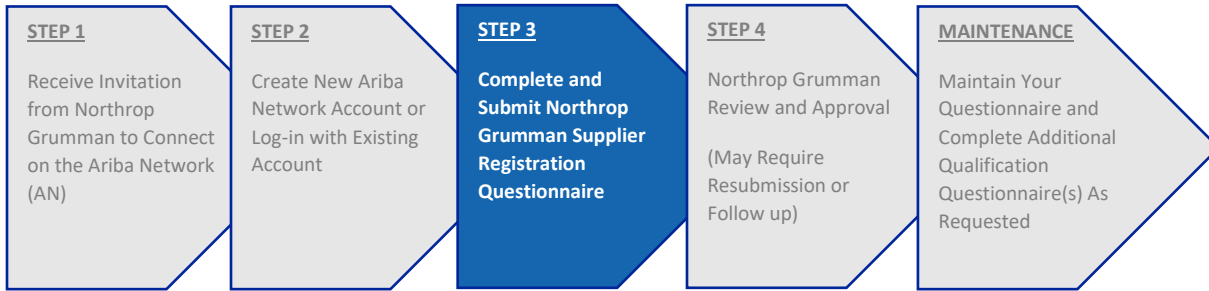 STEP 1
Receive Invitation
from Northrop
Grumman to Connect
on the Ariba Network
(AN)
STEP 2
Create New Ariba
Network Account or
Log-in with Existing
Account
STEP 3
Complete and
Submit Northrop
Grumman Supplier
Registration
Questionnaire
STEP 4
Northrop Grumman
Review and Approval
(May Require
Resubmission or
Follow up)
MAINTENANCE
Maintain Your
Questionnaire and
Complete Additional
Qualification
Questionnaire(s) As
Requested